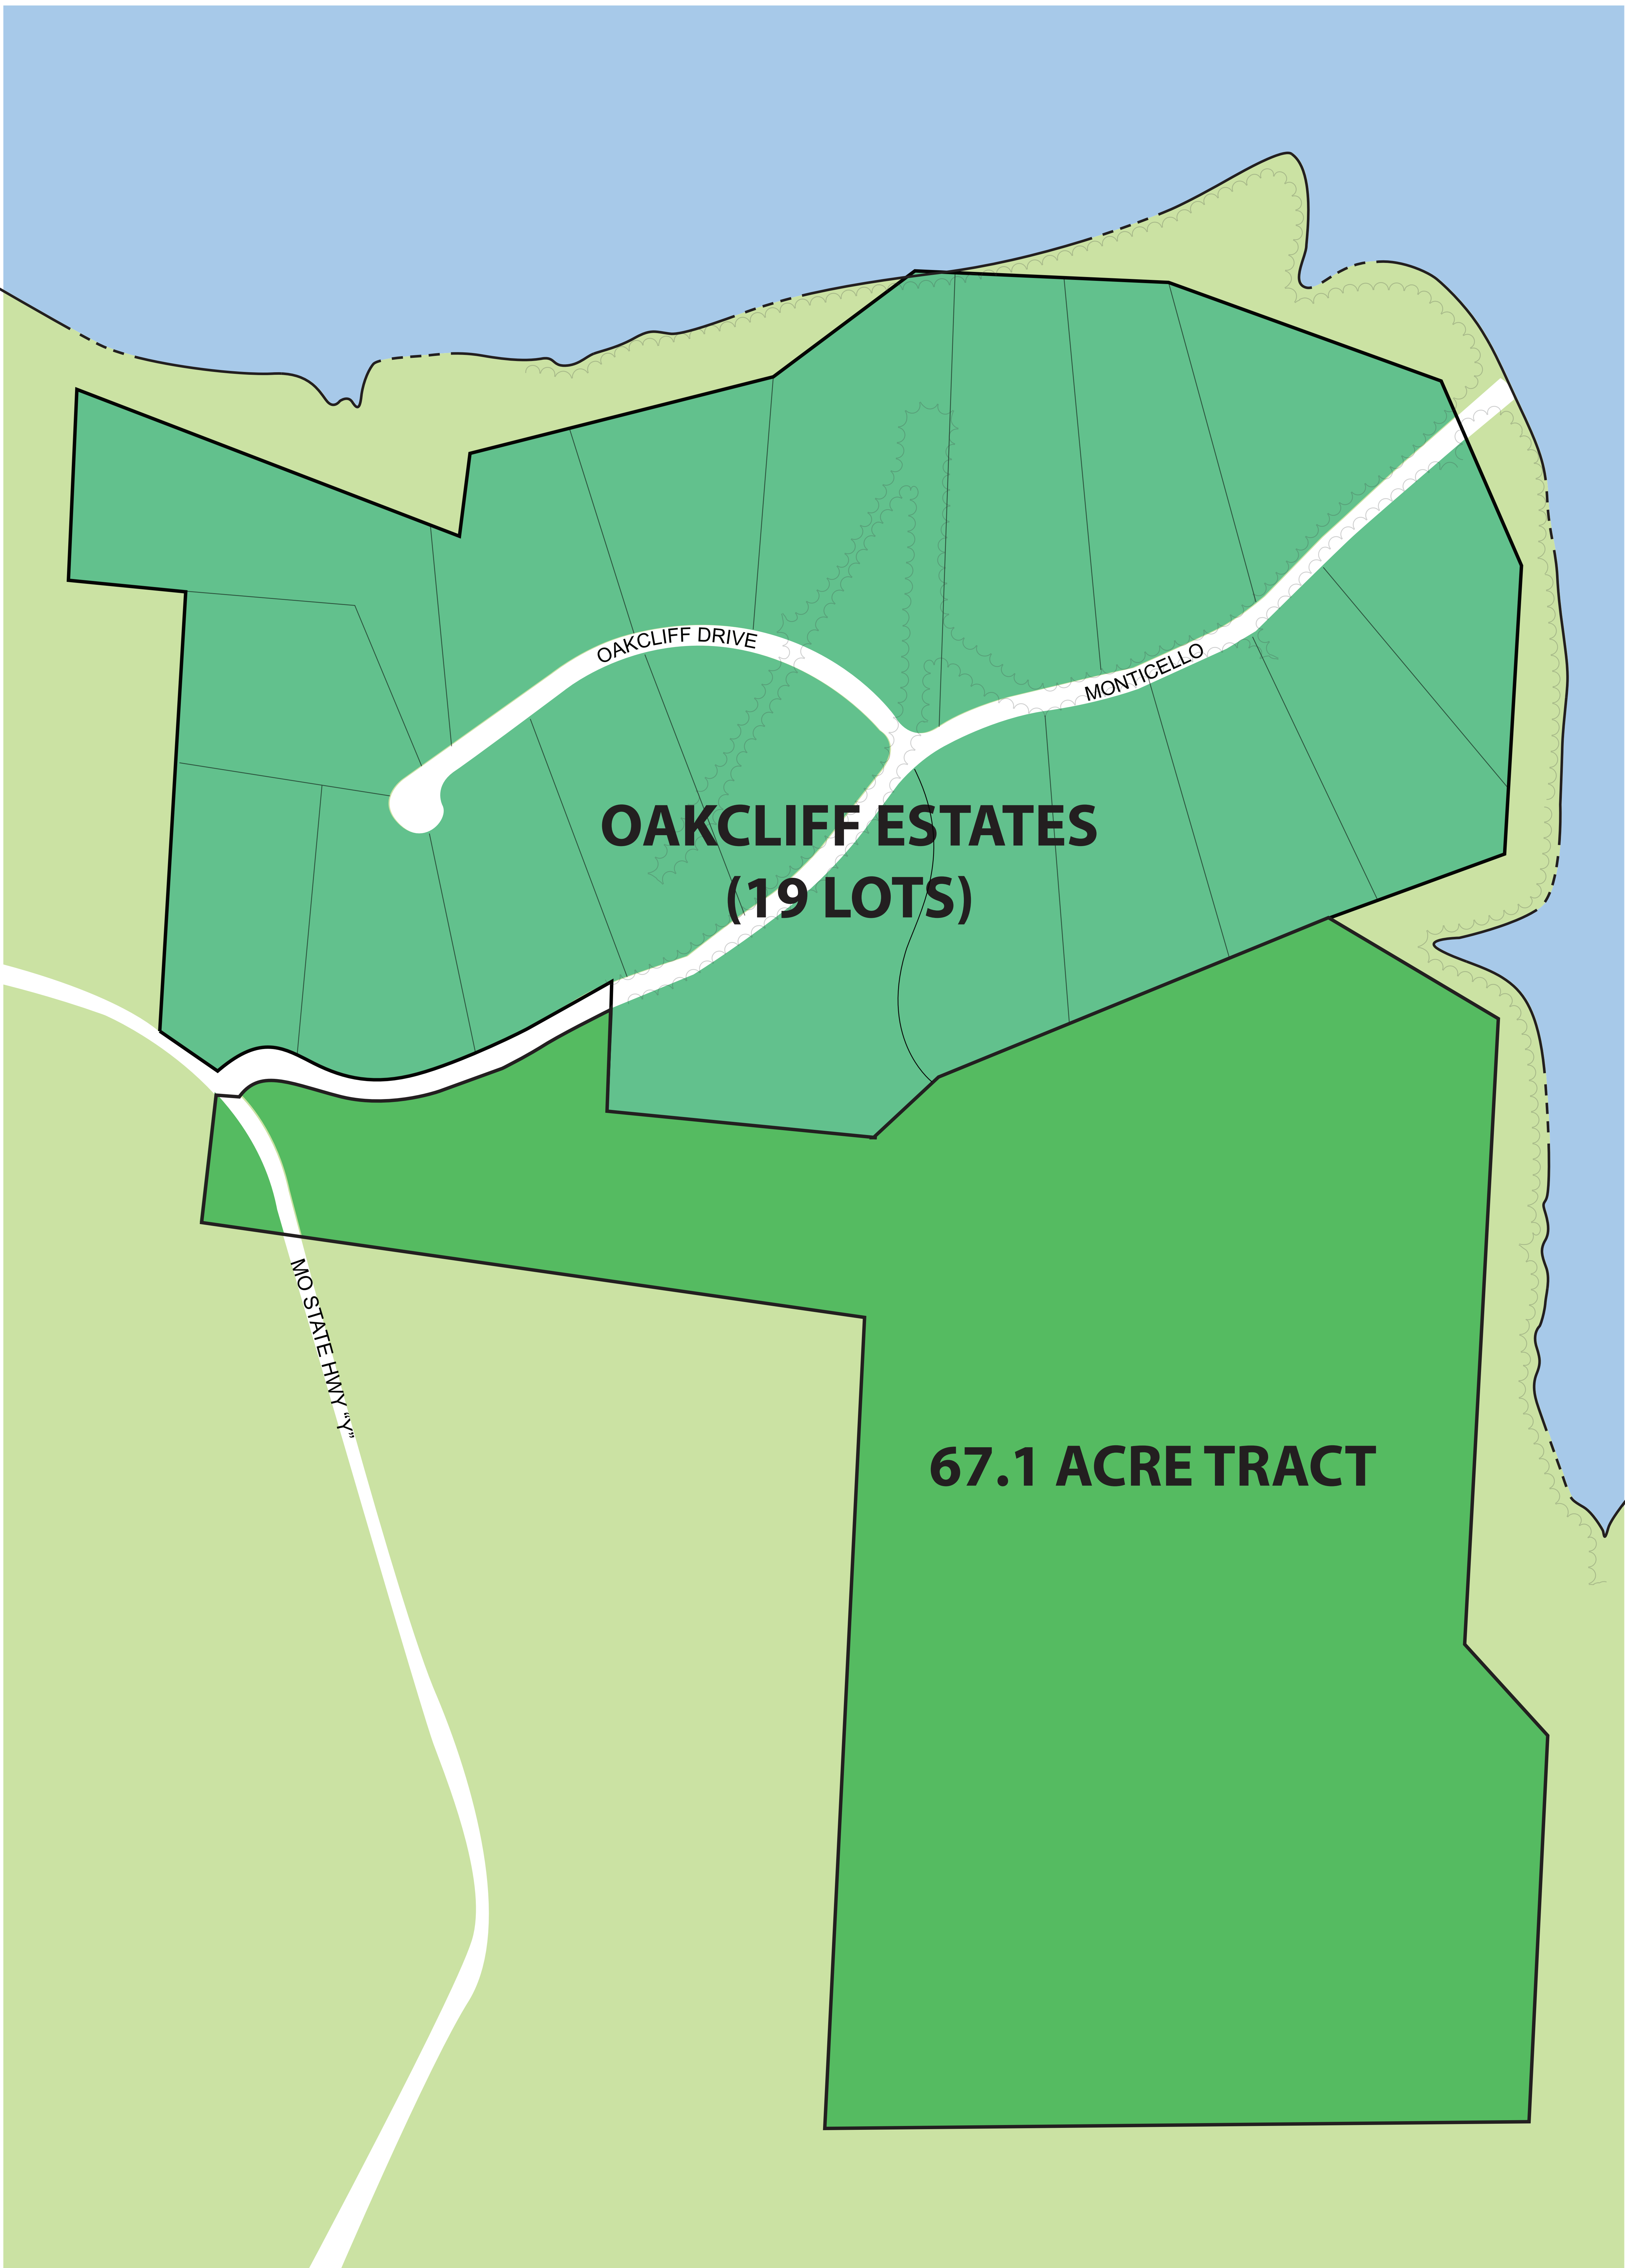 OAKCLIFF DRIVE
MONTICELLO
OAKCLIFF ESTATES
(19 LOTS)
MO STATE HWY “Y”
67.1 ACRE TRACT